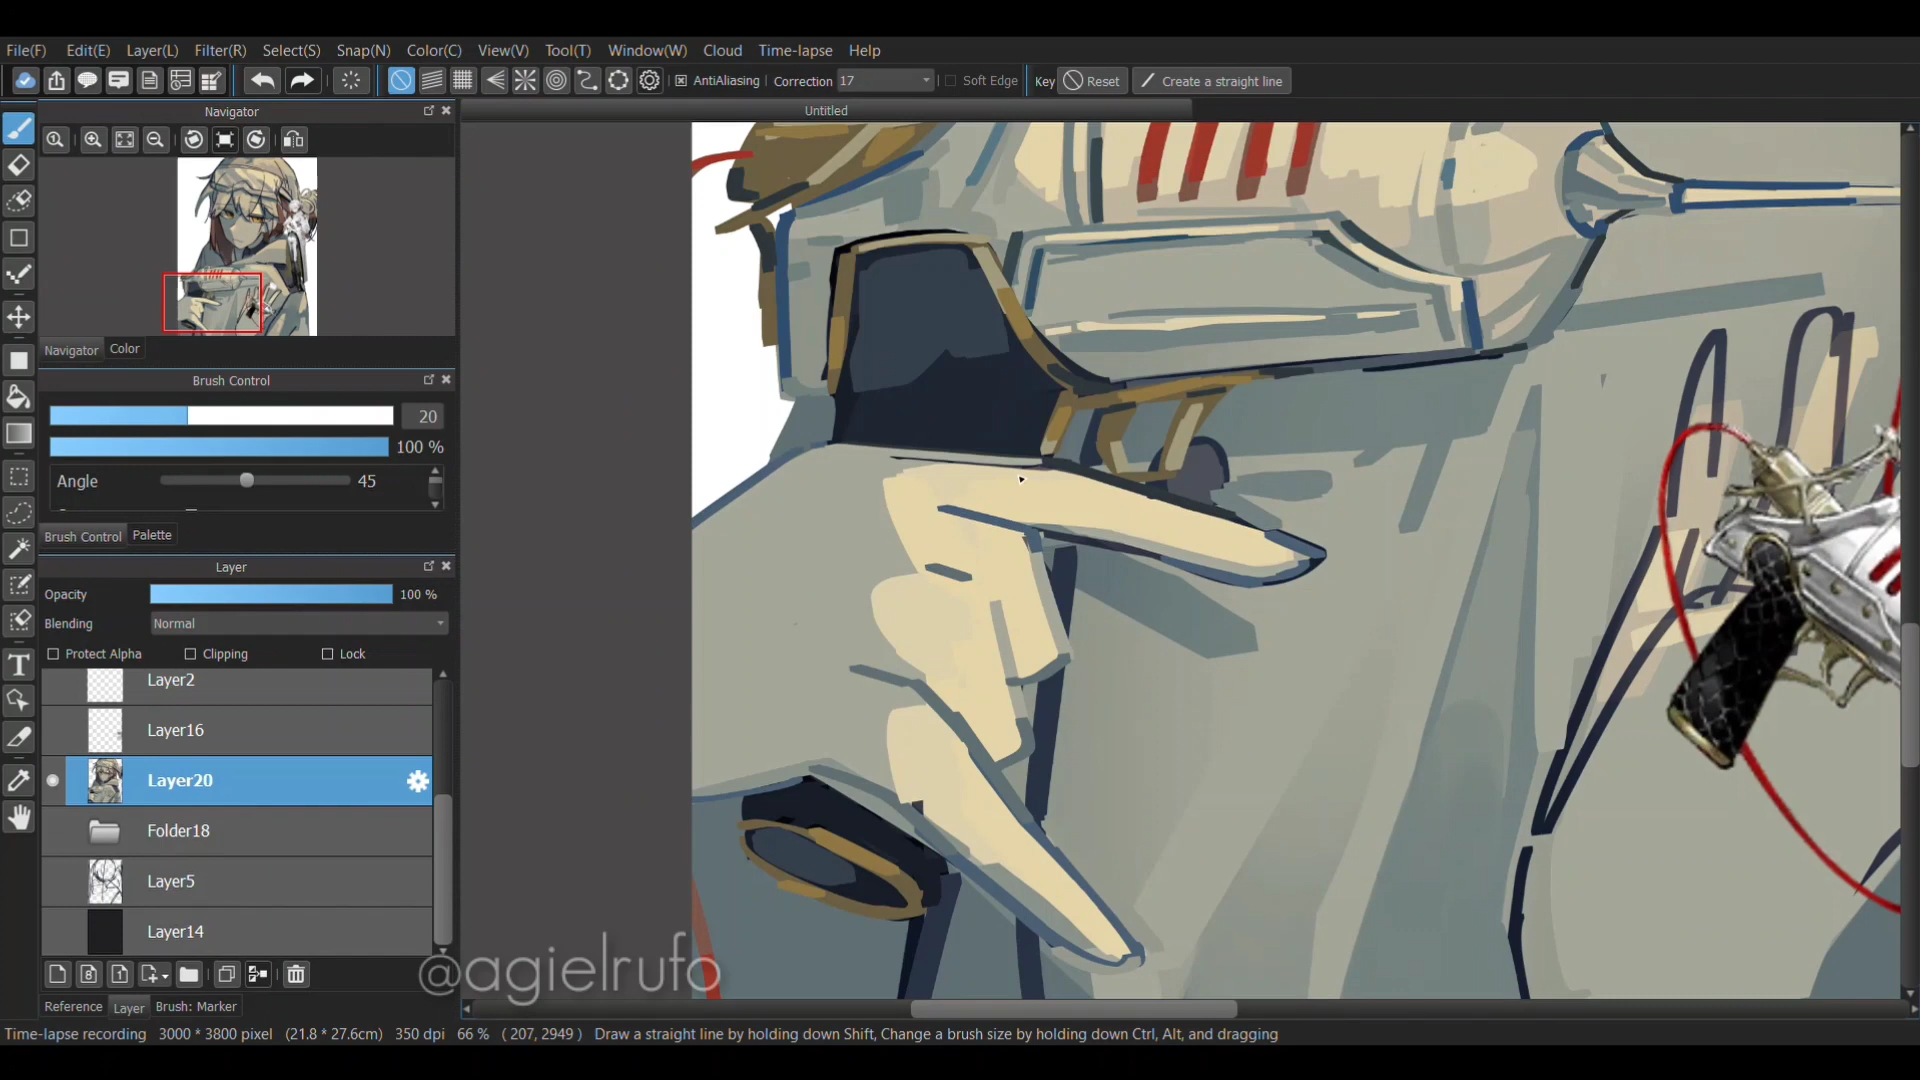 File(F) Edit(E) Layer(L) Filter(R) Select(S) Snap(N) Color(C) View(V) Tool(T) Window(W) Cloud Time-lapse Help
AntiAliasing Correction 17 Soft Edge Key Reset Create a straight line
Navigator
Untitled
Navigator Color
Brush Control
20
100 %
Angle 45
Brush Control Palette
Layer
Opacity 100 %
Blending Normal
Protect Alpha Clipping Lock
Layer2
Layer16
Layer20
Folder18
Layer5
Layer14
@agielrufo
Reference Layer Brush: Marker
Time-lapse recording 3000 * 3800 pixel (21.8 * 27.6cm) 350 dpi 66 % ( 207, 2949 ) Draw a straight line by holding down Shift, Change a brush size by holding down Ctrl, Alt, and dragging